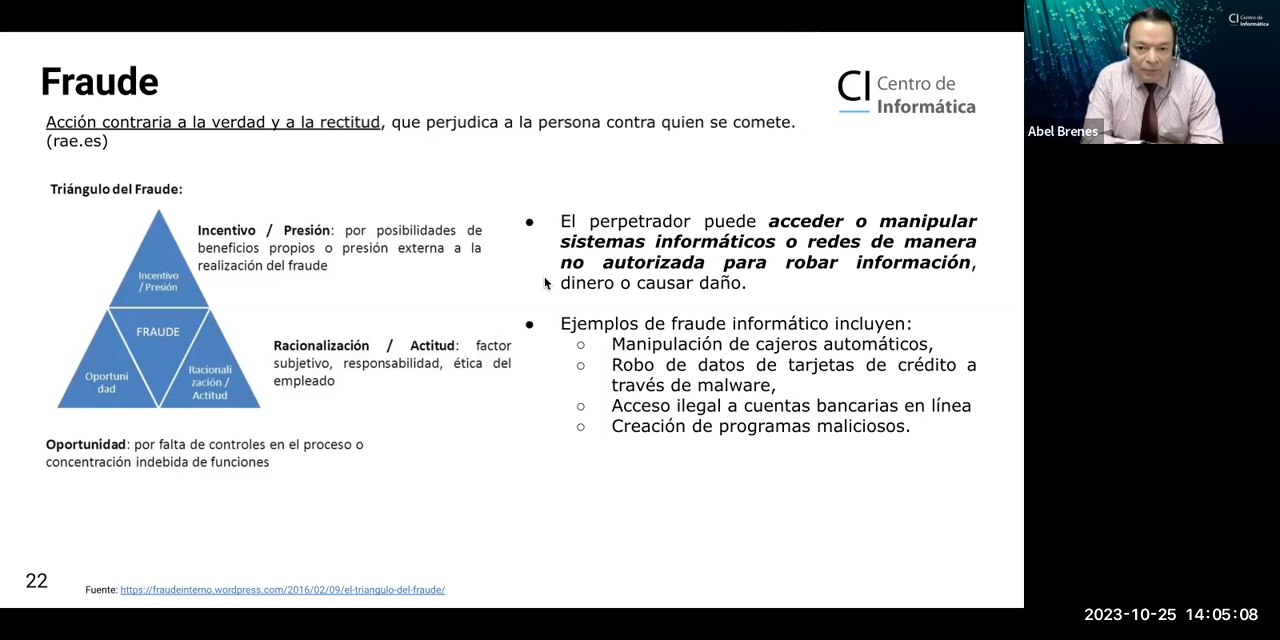 Fraude
CI Centro de
Informática
Acción contraria a la verdad y a la rectitud, que perjudica a la persona contra quien se comete.
(rae.es)
Triángulo del Fraude:
Incentivo
/ Presión
FRAUDE
Oportuni
dad
Racionali
zación /
Actitud
Incentivo / Presión: por posibilidades de
beneficios propios o presión externa a la
realización del fraude
Racionalización / Actitud: factor
subjetivo, responsabilidad, ética del
empleado
Oportunidad: por falta de controles en el proceso o
concentración indebida de funciones
● El perpetrador puede acceder o manipular
sistemas informáticos o redes de manera
no autorizada para robar información,
dinero o causar daño.
● Ejemplos de fraude informático incluyen:
○ Manipulación de cajeros automáticos,
○ Robo de datos de tarjetas de crédito a
través de malware,
○ Acceso ilegal a cuentas bancarias en línea
○ Creación de programas maliciosos.
22
Fuente: https://fraudeinterno.wordpress.com/2016/02/09/el-triangulo-del-fraude/
CI Centro de
Informática
Abel Brenes
2023-10-25 14:05:08